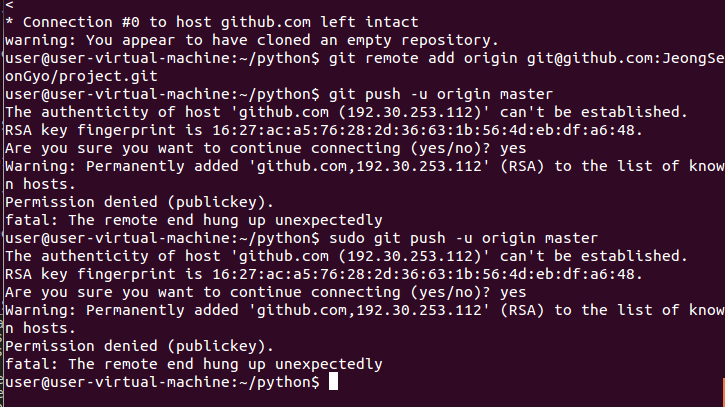 <
* Connection #0 to host github.com left intact
warning: You appear to have cloned an empty repository.
user@user-virtual-machine:~/python$ git remote add origin git@github.com:JeongSe
onGyo/project.git
user@user-virtual-machine:~/python$ git push -u origin master
The authenticity of host 'github.com (192.30.253.112)' can't be established.
RSA key fingerprint is 16:27:ac:a5:76:28:2d:36:63:1b:56:4d:eb:df:a6:48.
Are you sure you want to continue connecting (yes/no)? yes
Warning: Permanently added 'github.com,192.30.253.112' (RSA) to the list of know
n hosts.
Permission denied (publickey).
fatal: The remote end hung up unexpectedly
user@user-virtual-machine:~/python$ sudo git push -u origin master
The authenticity of host 'github.com (192.30.253.112)' can't be established.
RSA key fingerprint is 16:27:ac:a5:76:28:2d:36:63:1b:56:4d:eb:df:a6:48.
Are you sure you want to continue connecting (yes/no)? yes
Warning: Permanently added 'github.com,192.30.253.112' (RSA) to the list of know
n hosts.
Permission denied (publickey).
fatal: The remote end hung up unexpectedly
user@user-virtual-machine:~/python$